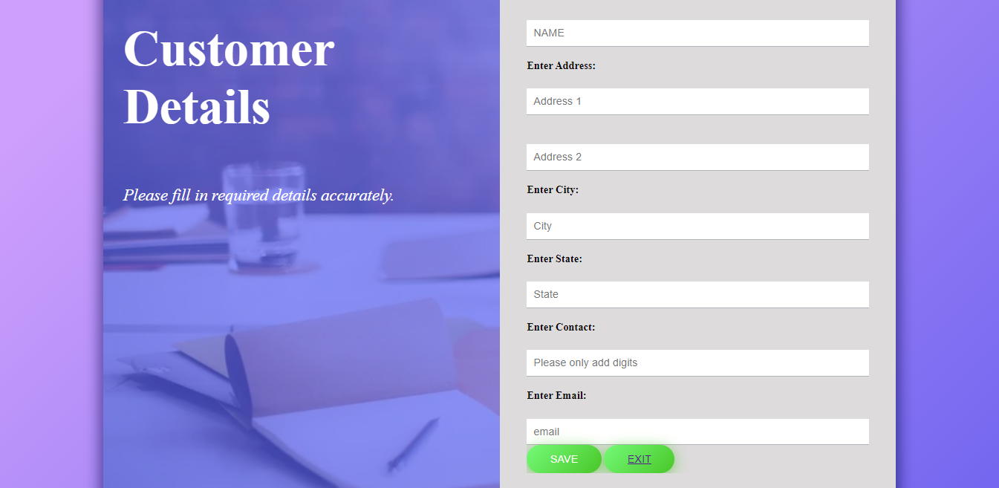 Customer
Details
Please fill in required details accurately.
NAME
Enter Address:
Address 1
Address 2
Enter City:
City
Enter State:
State
Enter Contact:
Please only add digits
Enter Email:
email
SAVE EXIT